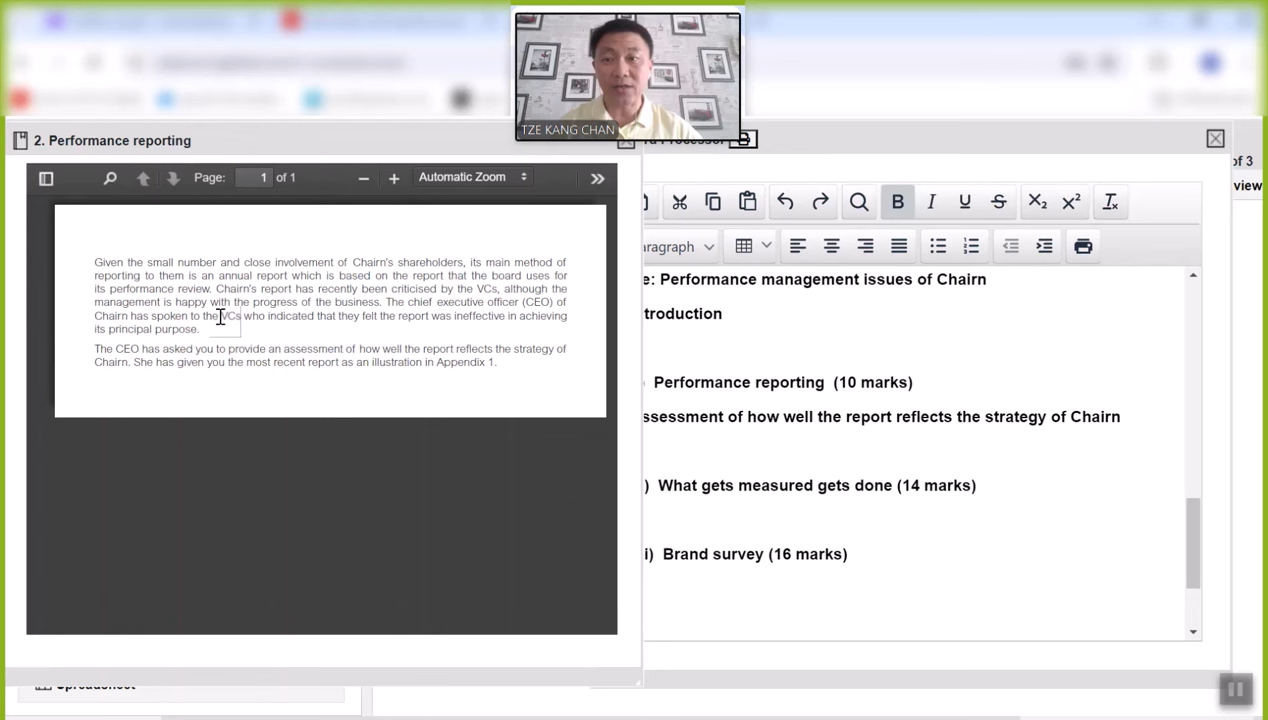 TZE KANG CHAN
2. Performance reporting
of 3
view
Page: 1 of 1
Automatic Zoom
Given the small number and close involvement of Chairn's shareholders, its main method of
reporting to them is an annual report which is based on the report that the board uses for
its performance review. Chairn's report has recently been criticised by the VCs, although the
management is happy with the progress of the business. The chief executive officer (CEO) of
Chairn has spoken to the VCs who indicated that they felt the report was ineffective in achieving
its principal purpose.
The CEO has asked you to provide an assessment of how well the report reflects the strategy of
Chairn. She has given you the most recent report as an illustration in Appendix 1.
B I U S X₂ X² Tx
aragraph
e: Performance management issues of Chairn
troduction
) Performance reporting (10 marks)
ssessment of how well the report reflects the strategy of Chairn
) What gets measured gets done (14 marks)
i) Brand survey (16 marks)